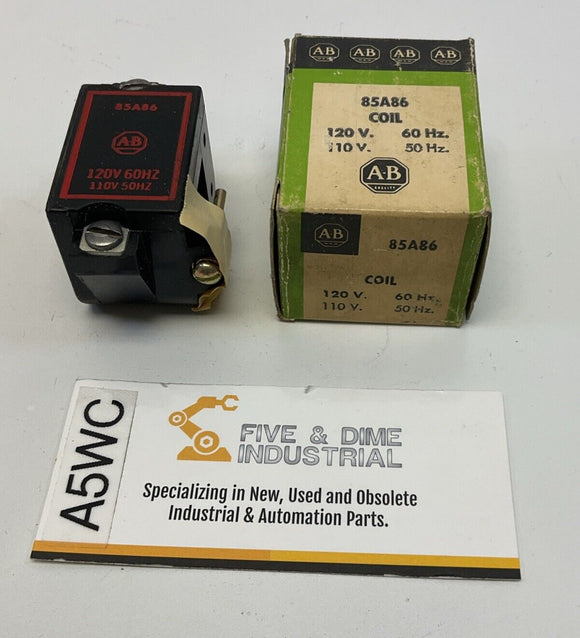 85A86
AB
120V 60HZ
110V 50HZ
AB AB AB AB
85A86
COIL
120 V. 60 Hz.
110 V. 50 Hz.
A·B
QUALITY
AB
85A86
COIL
120 V. 60 Hz.
110 V. 50 Hz.
A5WC
FIVE & DIME
INDUSTRIAL
Specializing in New, Used and Obsolete
Industrial & Automation Parts.